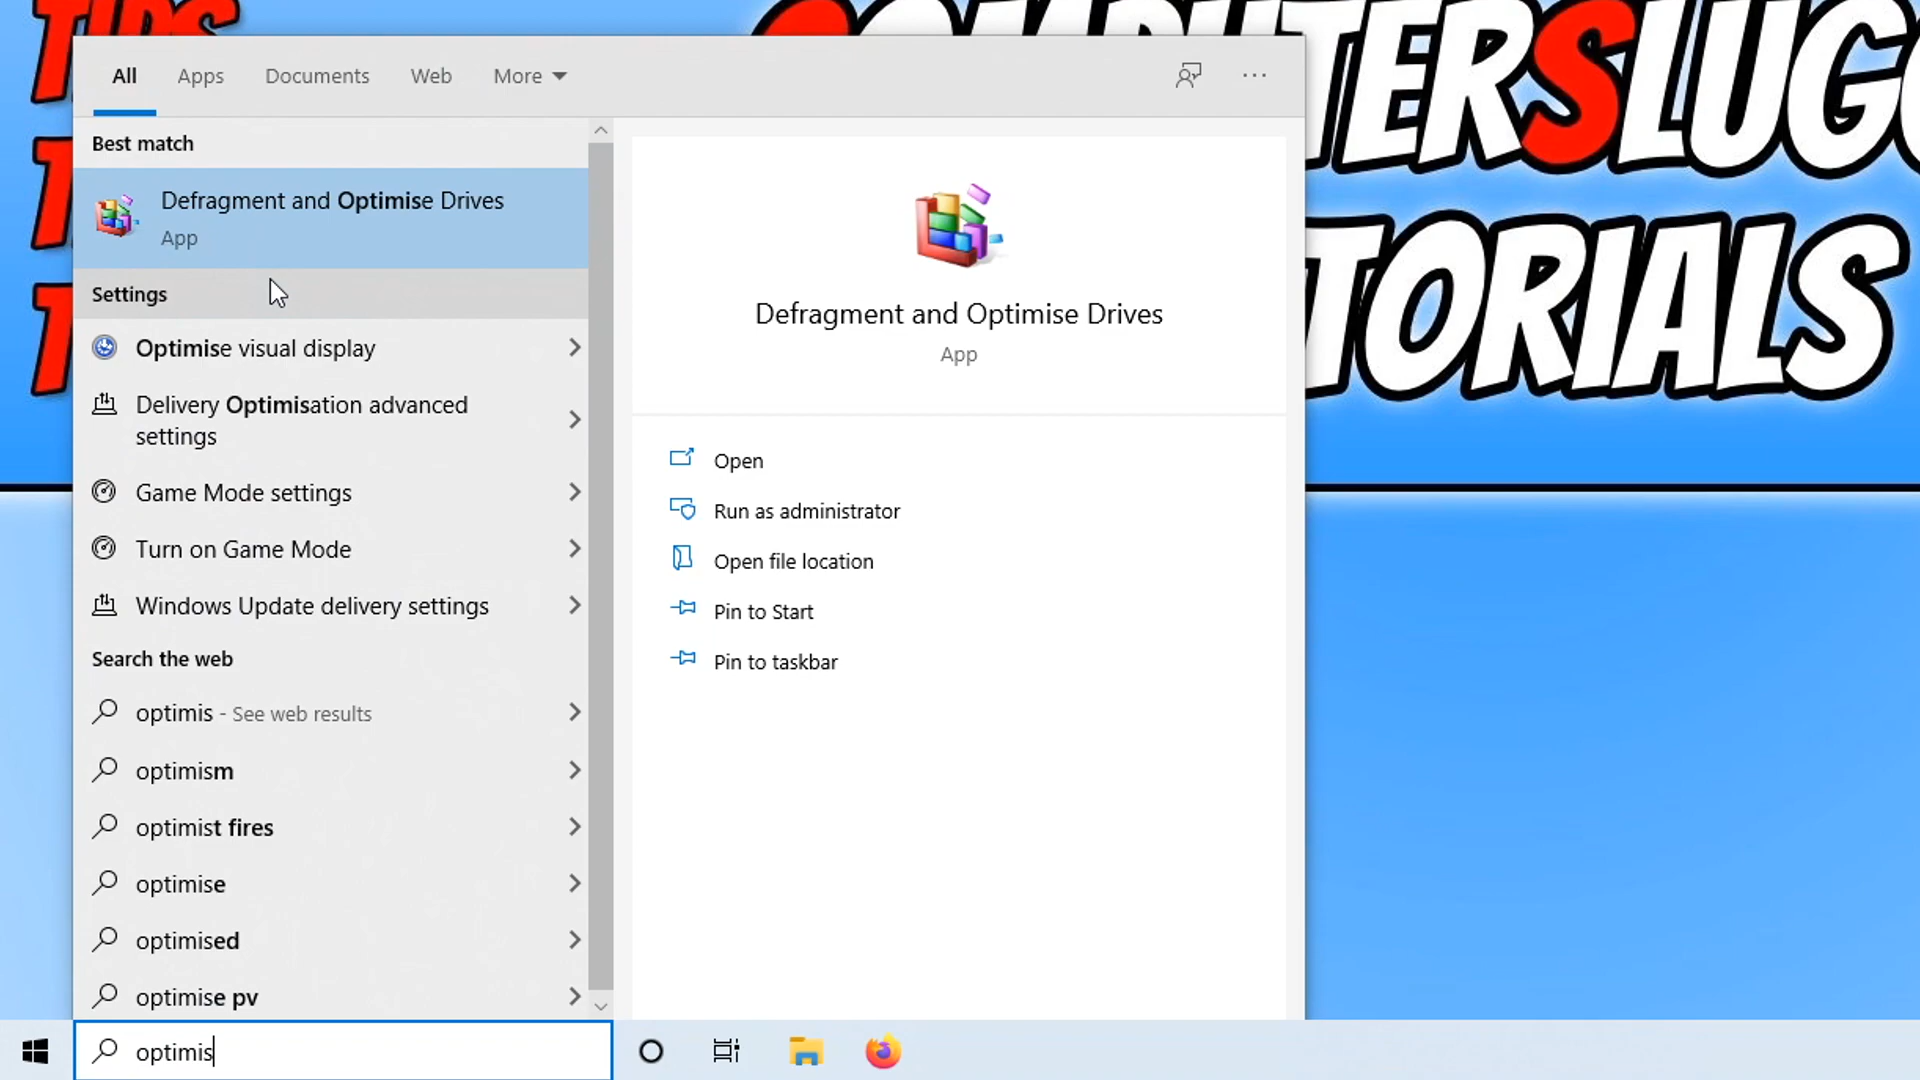 TIPS
COMPUTERSLUGG
TUTORIALS
All Apps Documents Web More
Best match
Defragment and Optimise Drives
App
Settings
Optimise visual display
Delivery Optimisation advanced
settings
Game Mode settings
Turn on Game Mode
Windows Update delivery settings
Search the web
optimis - See web results
optimism
optimist fires
optimise
optimised
optimise pv
optimis
Defragment and Optimise Drives
App
Open
Run as administrator
Open file location
Pin to Start
Pin to taskbar